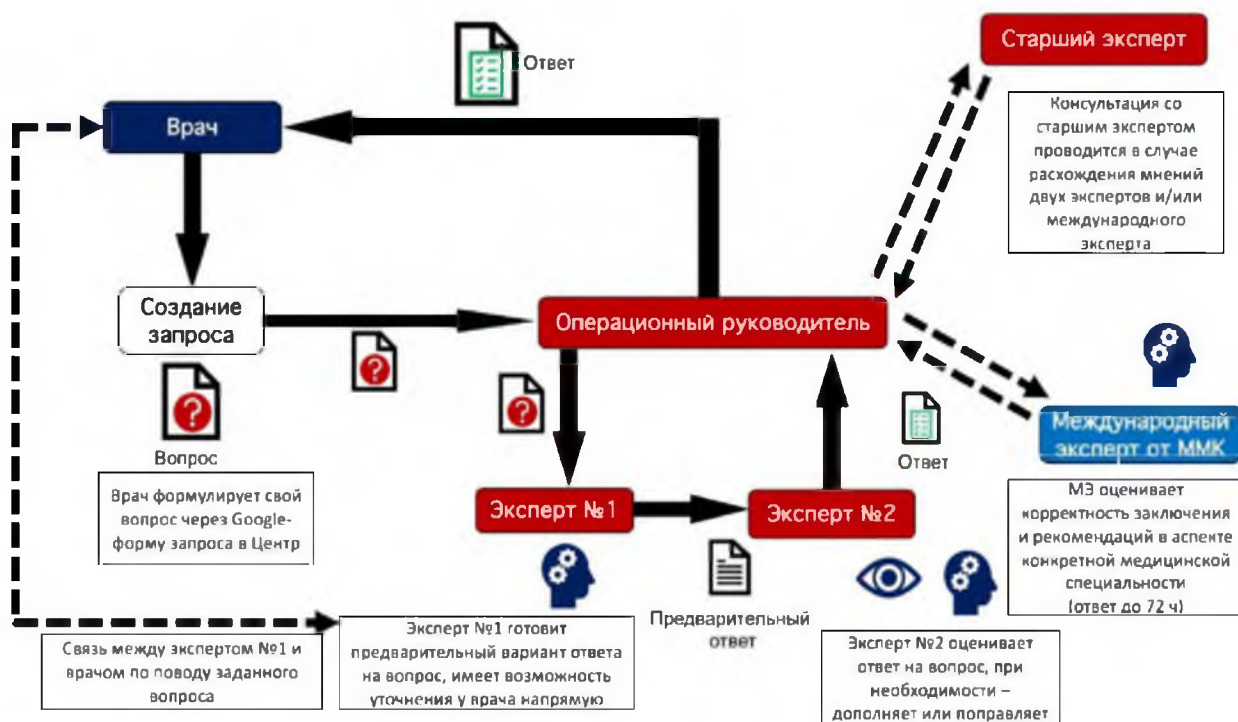 Ответ
Старший эксперт
Врач
Консультация со
старшим экспертом
проводится в случае
расхождения мнений
двух экспертов и/или
международного
эксперта
Создание
запроса
Операционный руководитель
Вопрос
Врач формулирует свой
вопрос через Google-
форму запроса в Центр
Эксперт №1
Эксперт №2
Ответ
Международный
эксперт от ММК
МЭ оценивает
корректность заключения
и рекомендаций в аспекте
конкретной медицинской
специальности
(ответ до 72 ч)
Предварительный
ответ
Связь между экспертом №1 и
врачом по поводу заданного
вопроса
Эксперт №1 готовит
предварительный вариант ответа
на вопрос, имеет возможность
уточнения у врача напрямую
Эксперт №2 оценивает
ответ на вопрос, при
необходимости –
дополняет или поправляет